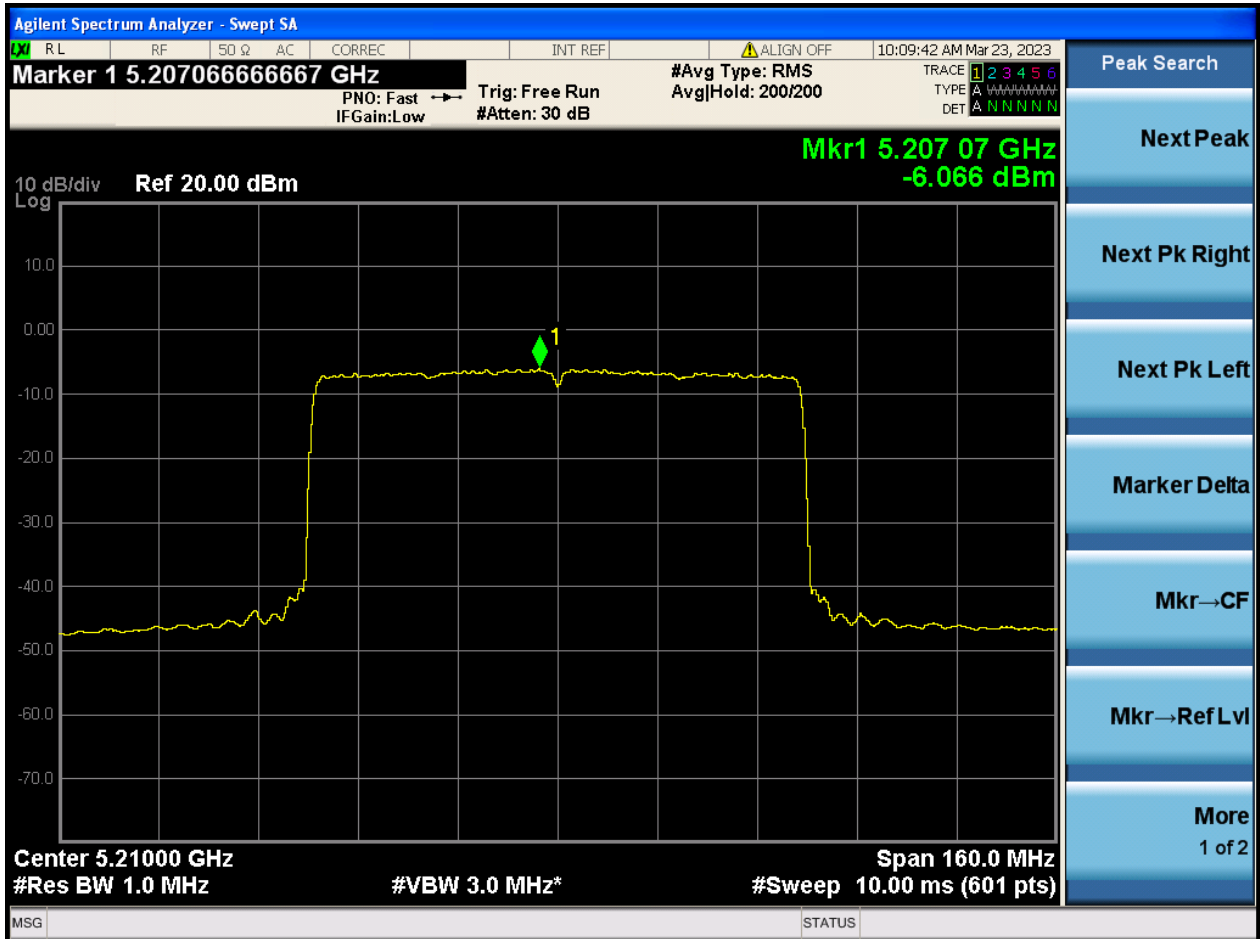 Agilent Spectrum Analyzer - Swept SA
LXI RL RF 50 Ω AC CORREC INT REF ALIGN OFF 10:09:42 AM Mar 23, 2023
Marker 1 5.207066666667 GHz
PNO: Fast
IFGain:Low
Trig: Free Run
#Atten: 30 dB
#Avg Type: RMS
Avg|Hold: 200/200
TRACE 1 2 3 4 5 6
TYPE A WWWWW
DET A N N N N N
Mkr1 5.207 07 GHz
-6.066 dBm
10 dB/div Ref 20.00 dBm
Log
10.0
0.00
-10.0
-20.0
-30.0
-40.0
-50.0
-60.0
-70.0
1
Center 5.21000 GHz Span 160.0 MHz
#Res BW 1.0 MHz #VBW 3.0 MHz* #Sweep 10.00 ms (601 pts)
MSG STATUS
Peak Search
Next Peak
Next Pk Right
Next Pk Left
Marker Delta
Mkr→CF
Mkr→Ref Lvl
More
1 of 2